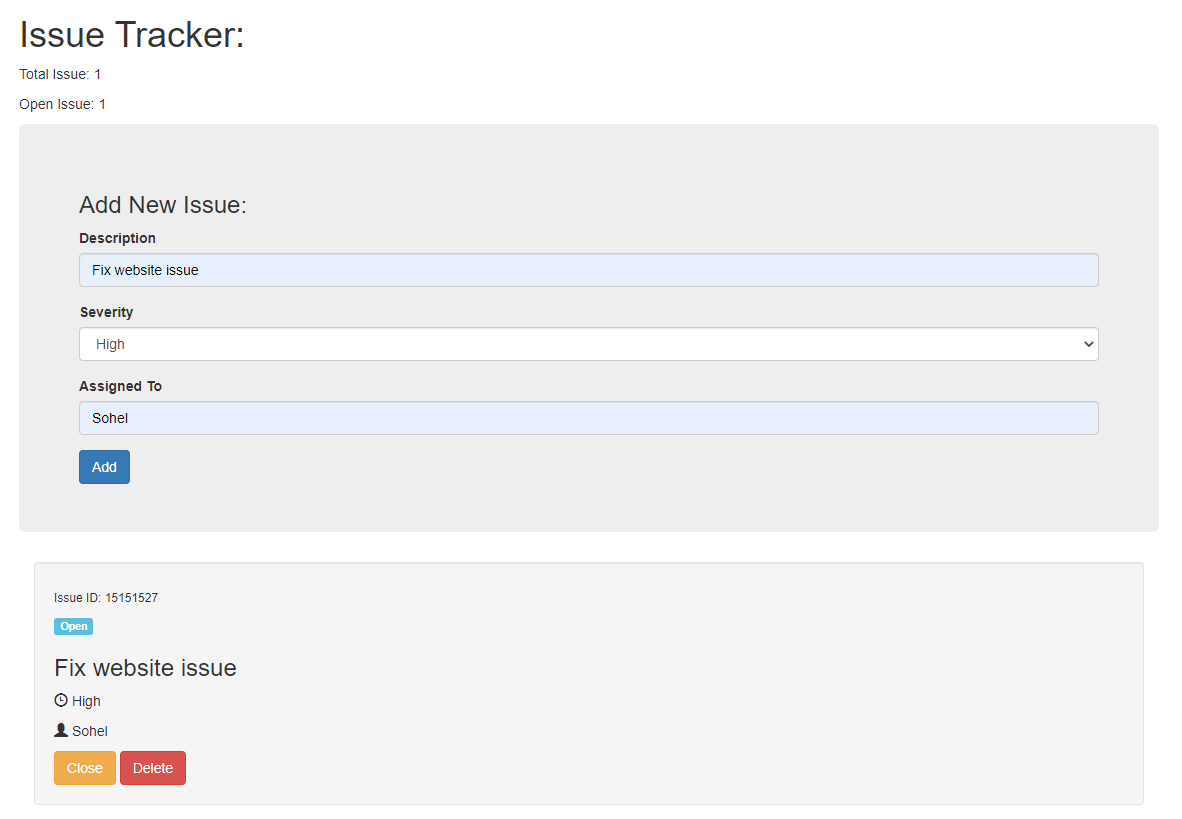 Issue Tracker:
Total Issue: 1
Open Issue: 1
Add New Issue:
Description
Fix website issue
Severity
High
Assigned To
Sohel
Add
Issue ID: 15151527
Open
Fix website issue
High
Sohel
Close Delete